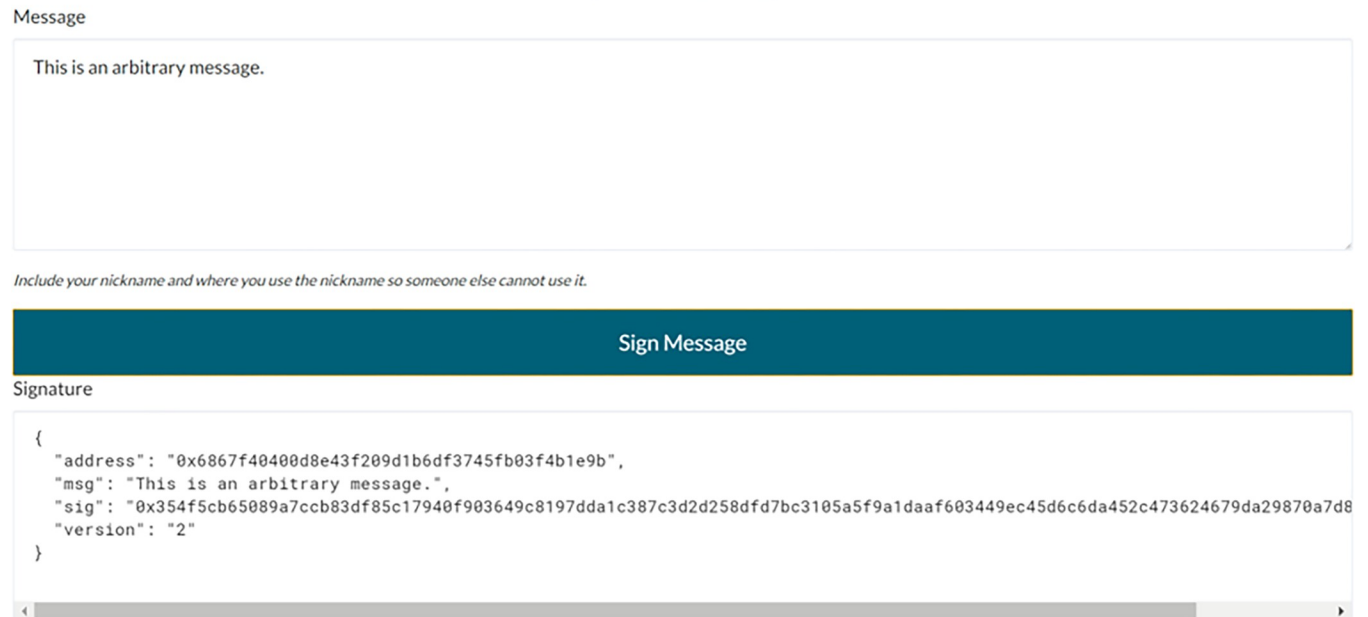 Message
This is an arbitrary message.
Include your nickname and where you use the nickname so someone else cannot use it.
Sign Message
Signature
{
"address": "0x6867f40400d8e43f209d1b6df3745fb03f4b1e9b",
"msg": "This is an arbitrary message.",
"sig": "0x354f5cb65089a7ccb83df85c17940f903649c8197dda1c387c3d2d258dfd7bc3105a5f9a1daaf603449ec45d6c6da452c473624679da29870a7d8
"version": "2"
}